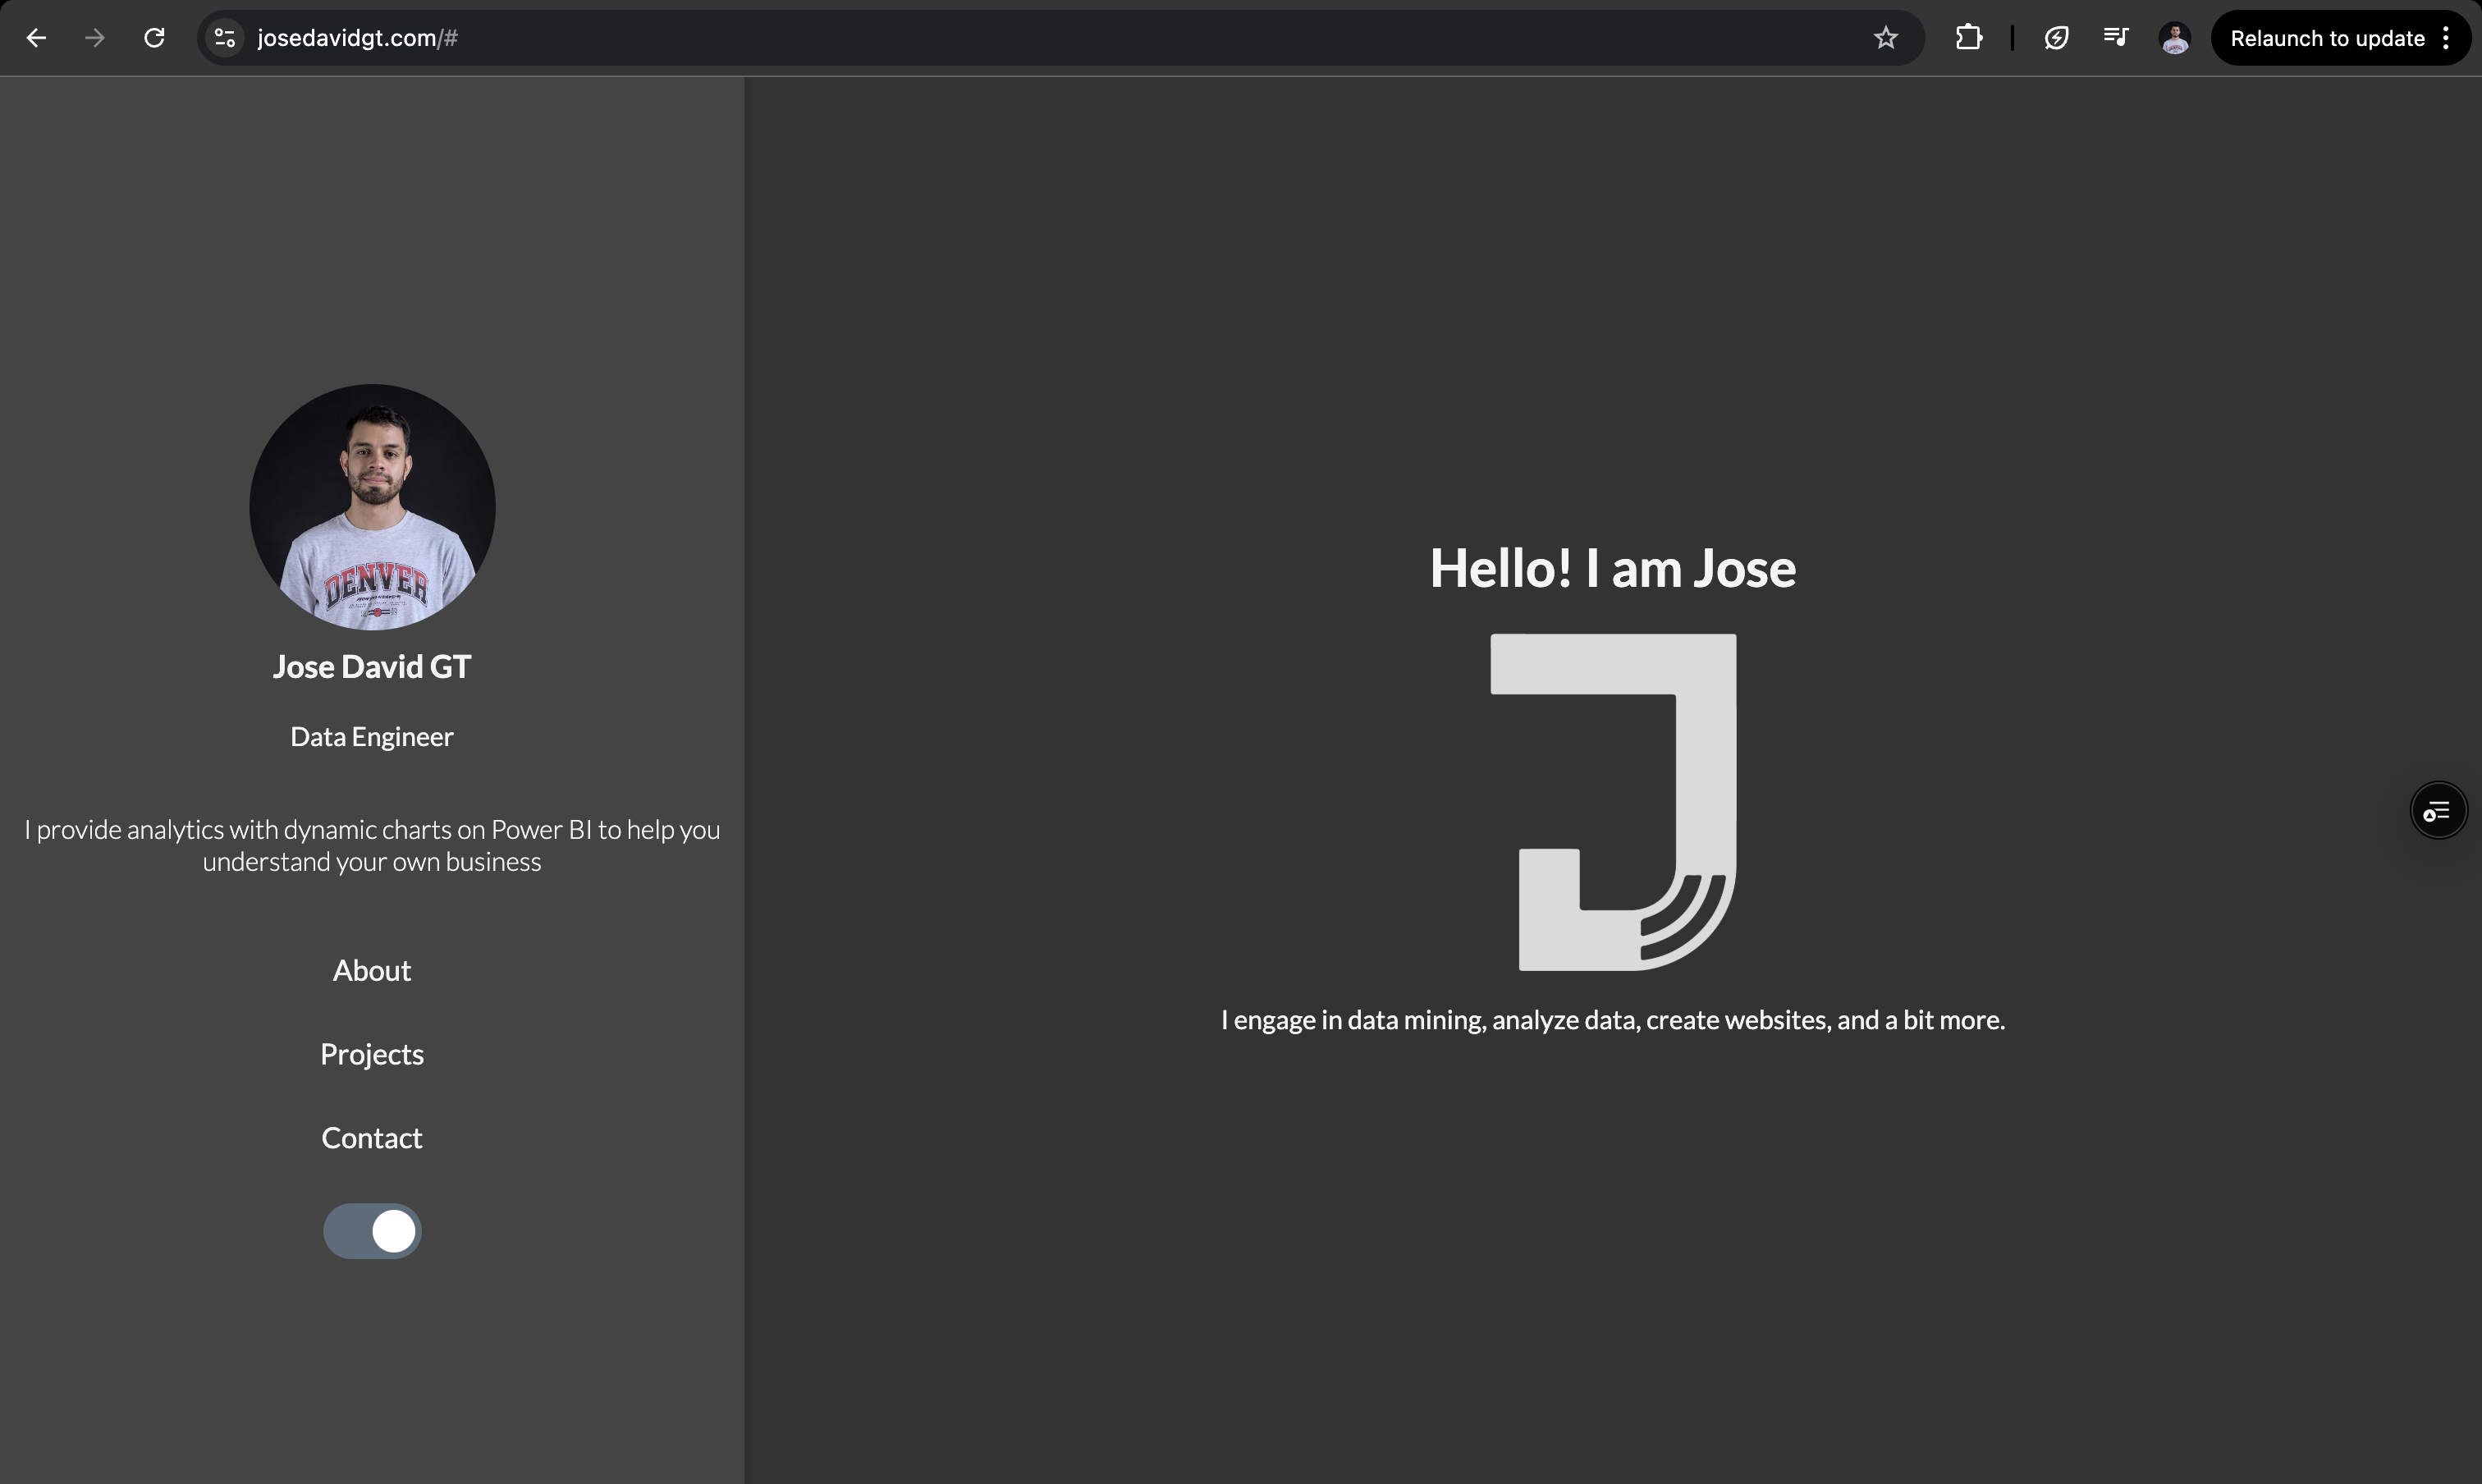 josedavidgt.com/#
Relaunch to update
DENVER
Jose David GT
Data Engineer
I provide analytics with dynamic charts on Power BI to help you
understand your own business
About
Projects
Contact
Hello! I am Jose
J
I engage in data mining, analyze data, create websites, and a bit more.